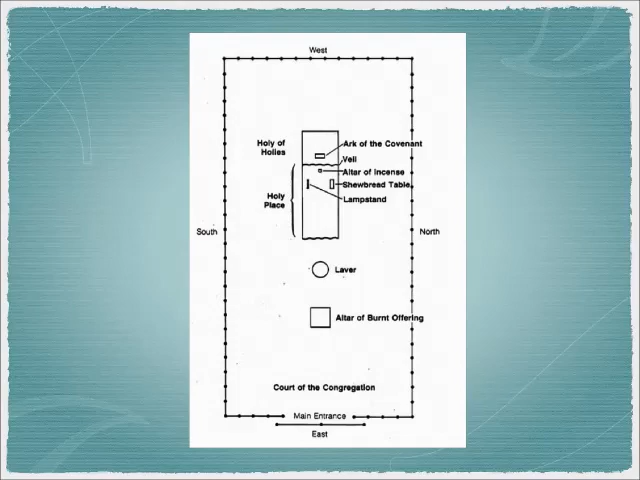 West
Holy of
Holies
Ark of the Covenant
Veil
Altar of Incense
Shewbread Table
Lampstand
Holy
Place
South
North
Laver
Altar of Burnt Offering
Court of the Congregation
Main Entrance
East